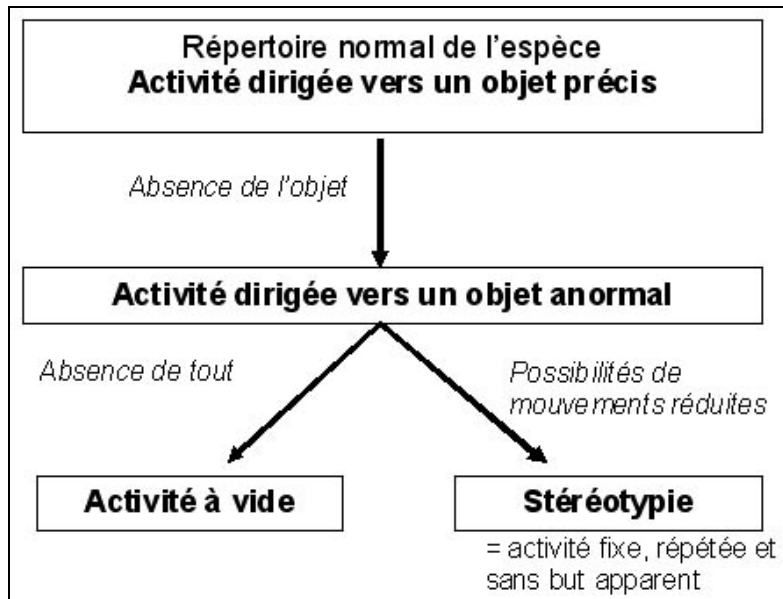 Répertoire normal de l'espèce
Activité dirigée vers un objet précis
Absence de l'objet
Activité dirigée vers un objet anormal
Absence de tout
Possibilités de
mouvements réduites
Activité à vide
Stéréotypie
= activité fixe, répétée et
sans but apparent